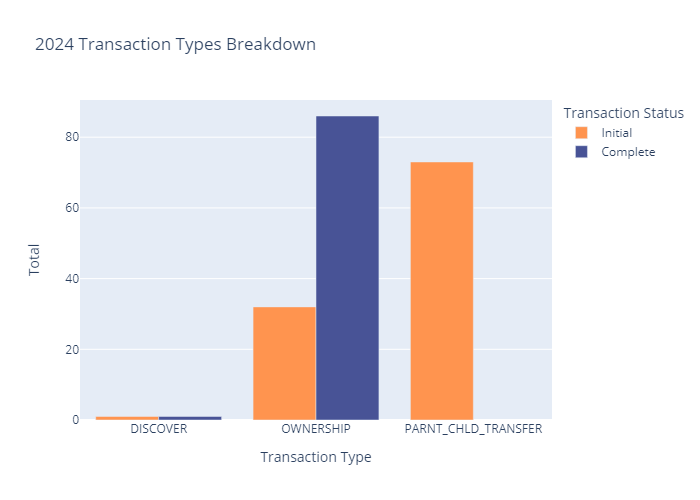 2024 Transaction Types Breakdown
Transaction Status
Initial
Complete
Total
80
60
40
20
0
DISCOVER
OWNERSHIP
PARNT_CHLD_TRANSFER
Transaction Type